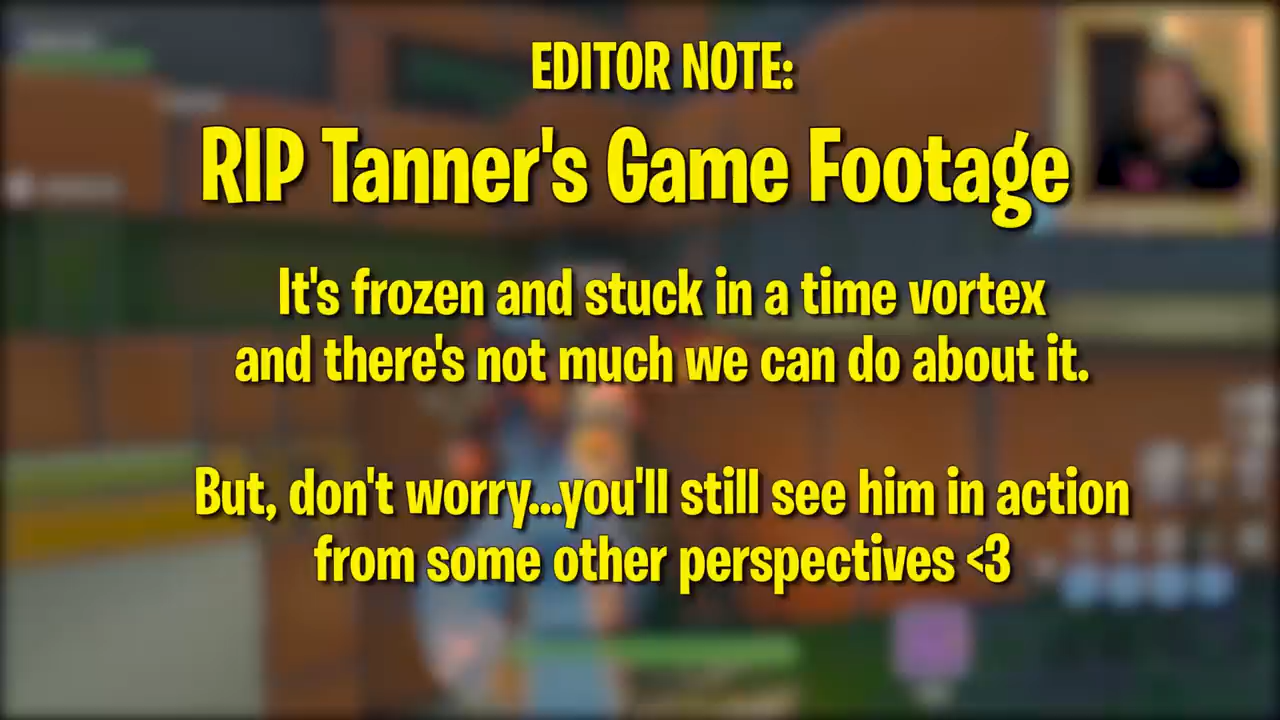 EDITOR NOTE:
RIP Tanner's Game Footage
It's frozen and stuck in a time vortex
and there's not much we can do about it.
But, don't worry...you'll still see him in action
from some other perspectives <3